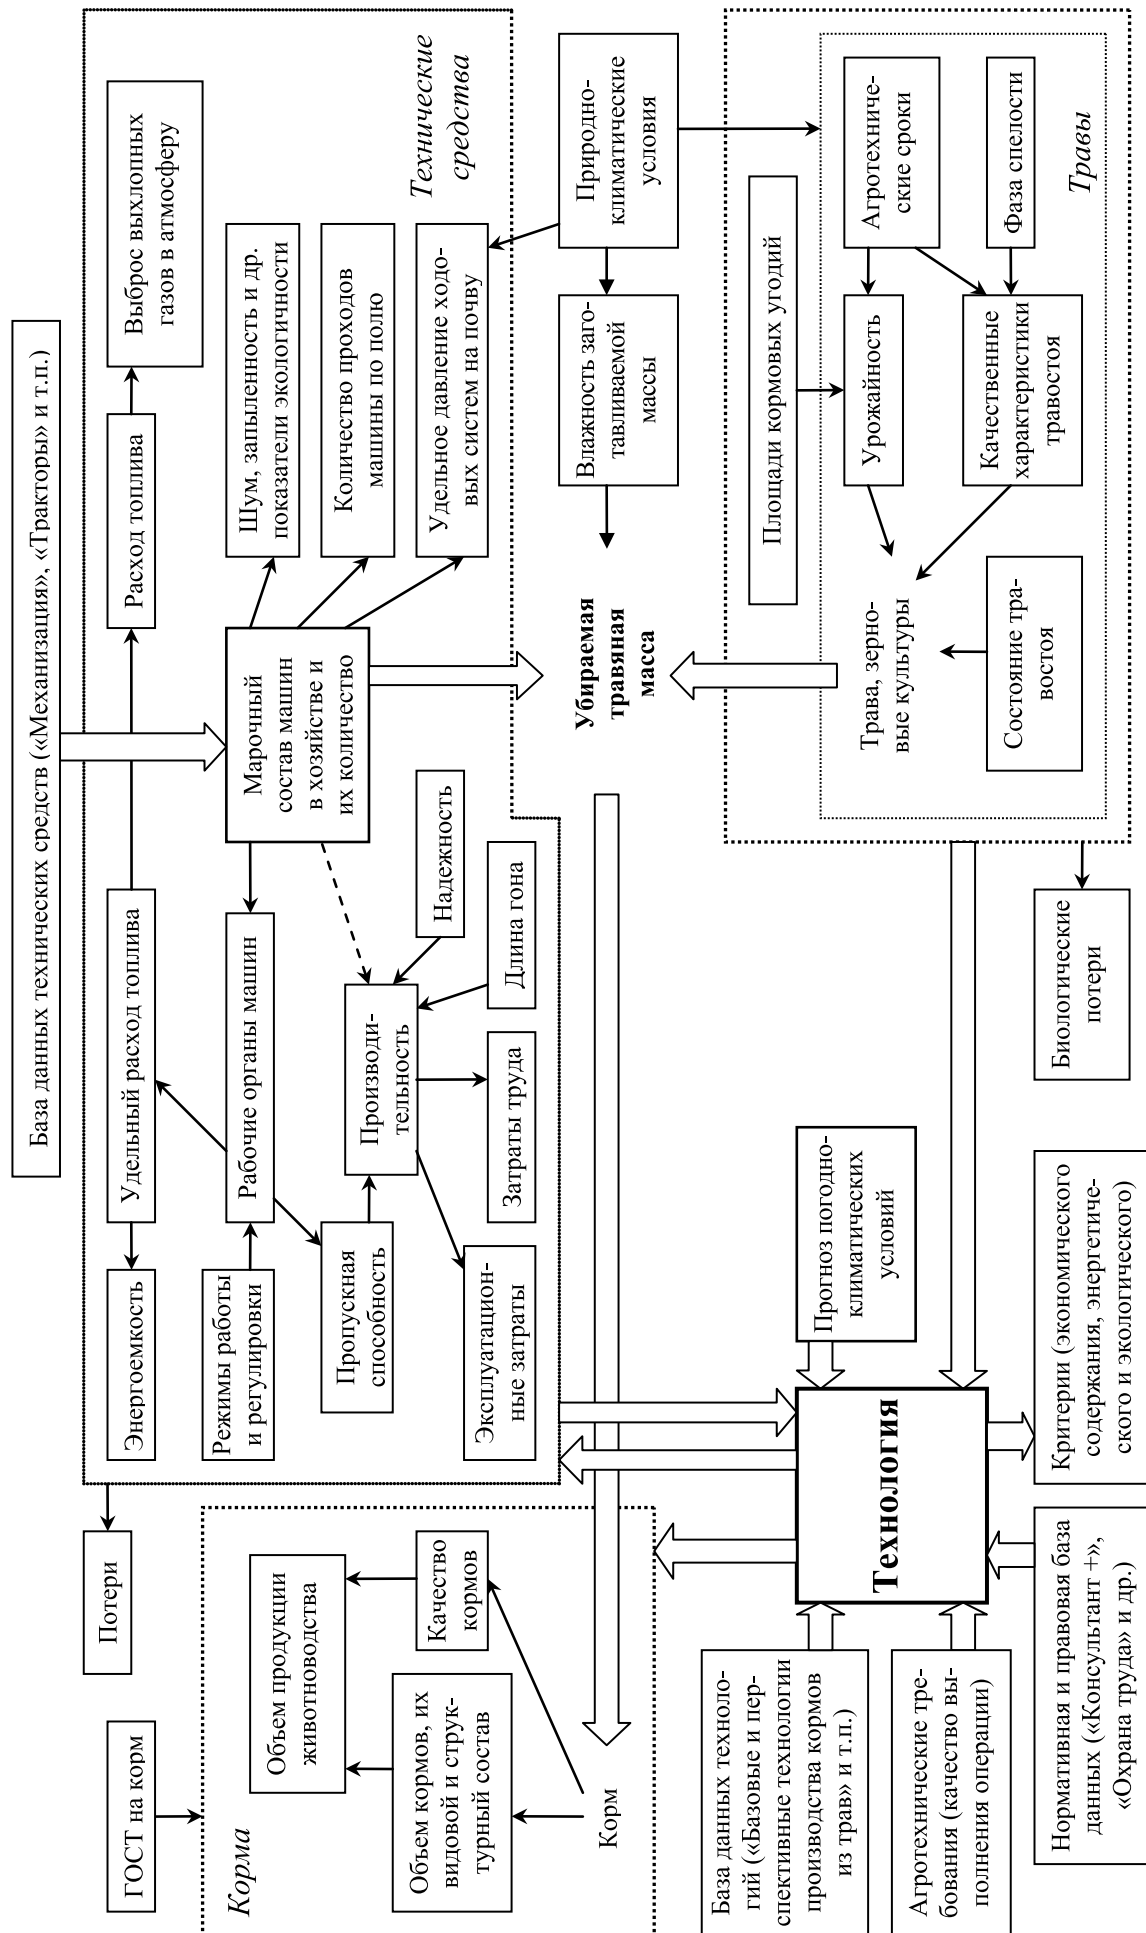 База данных технических средств («Механизация», «Тракторы» и т.п.)
ГОСТ на корм
Потери
Энергоемкость
Удельный расход топлива
Расход топлива
Выброс выхлопных
газов в атмосферу
Режимы работы
и регулировки
Рабочие органы машин
Марочный
состав машин
в хозяйстве и
их количество
Шум, запыленность и др.
показатели экологичности
Количество проходов
машины по полю
Удельное давление ходо-
вых систем на почву
Технические
средства
Пропускная
способность
Производи-
тельность
Надежность
Длина гона
Эксплуатацион-
ные затраты
Затраты труда
Корма
Объем продукции
животноводства
Объем кормов, их
видовой и струк-
турный состав
Качество
кормов
Корм
Убираемая
травяная
масса
Влажность заго-
тавливаемой
массы
Природно-
климатические
условия
База данных техноло-
гий («Базовые и пер-
спективные технологии
производства кормов
из трав» и т.п.)
Агротехнические тре-
бования (качество вы-
полнения операции)
Технология
Прогноз погодно-
климатических
условий
Площади кормовых угодий
Трава, зерно-
вые культуры
Урожайность
Агротехниче-
ские сроки
Качественные
характеристики
травостоя
Фаза спелости
Состояние тра-
востоя
Травы
Нормативная и правовая база
данных («Консультант +»,
«Охрана труда» и др.)
Критерии (экономического
содержания, энергетиче-
ского и экологического)
Биологические
потери